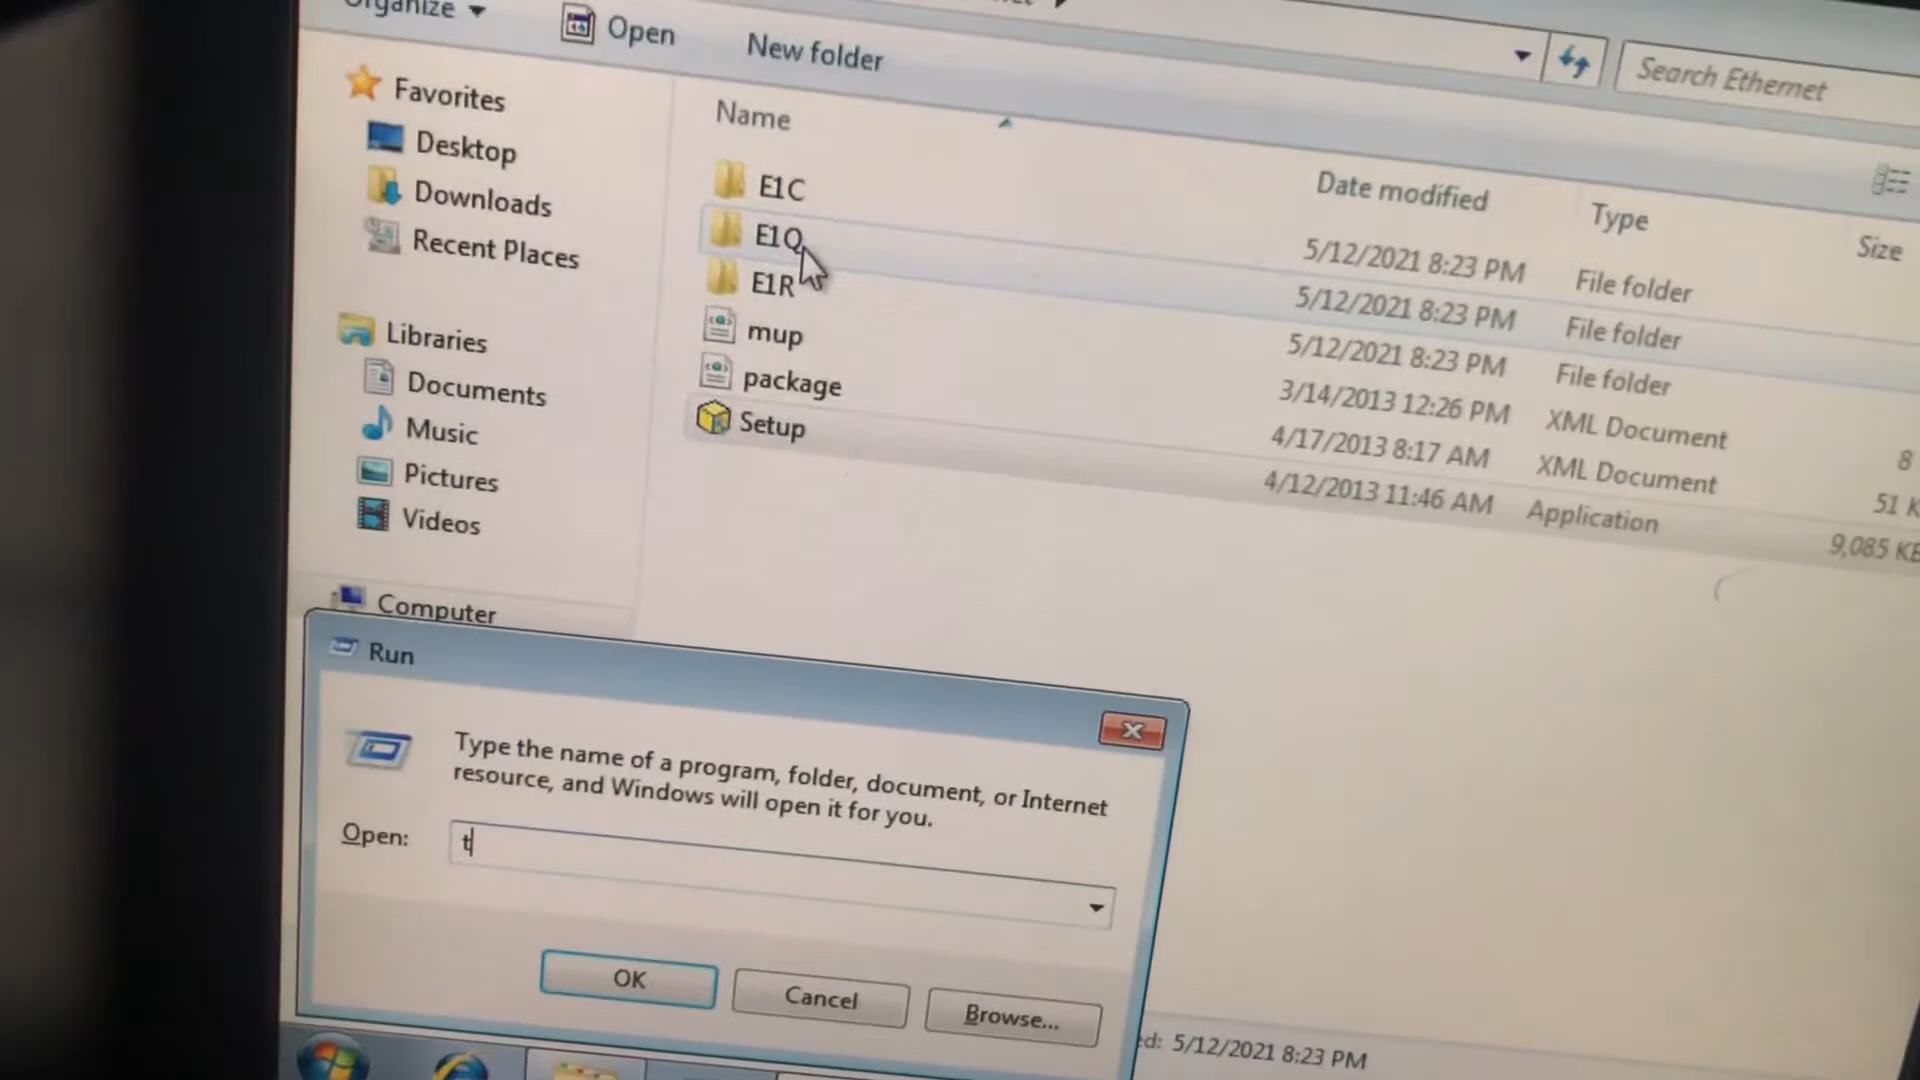 Organize
Open
New folder
Search Ethernet
Favorites
Desktop
Downloads
Recent Places
Libraries
Documents
Music
Pictures
Videos
Computer
Name
Date modified
Type
Size
E1C
5/12/2021 8:23 PM
File folder
E1Q
5/12/2021 8:23 PM
File folder
E1R
5/12/2021 8:23 PM
File folder
mup
3/14/2013 12:26 PM
XML Document
8
package
4/17/2013 8:17 AM
XML Document
51 K
Setup
4/12/2013 11:46 AM
Application
9,085 KB
Run
Type the name of a program, folder, document, or Internet
resource, and Windows will open it for you.
Open:
t
OK
Cancel
Browse...
ed: 5/12/2021 8:23 PM